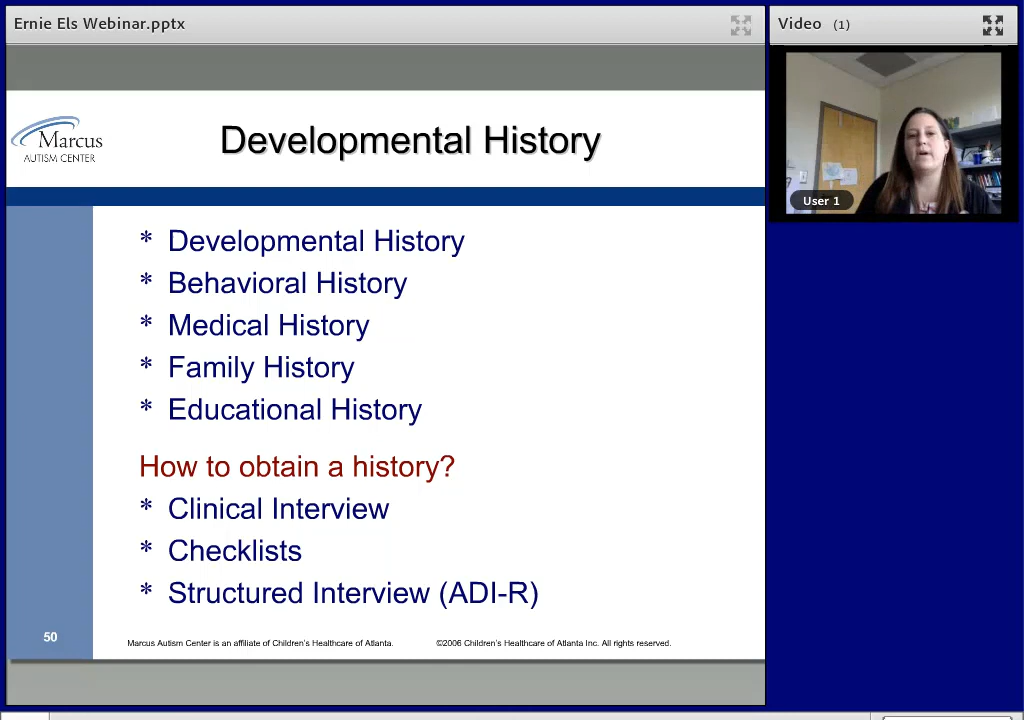 Ernie Els Webinar.pptx
Video (1)
Marcus
AUTISM CENTER
Developmental History
User 1
* Developmental History
* Behavioral History
* Medical History
* Family History
* Educational History
How to obtain a history?
* Clinical Interview
* Checklists
* Structured Interview (ADI-R)
50
Marcus Autism Center is an affiliate of Children's Healthcare of Atlanta. ©2006 Children's Healthcare of Atlanta Inc. All rights reserved.